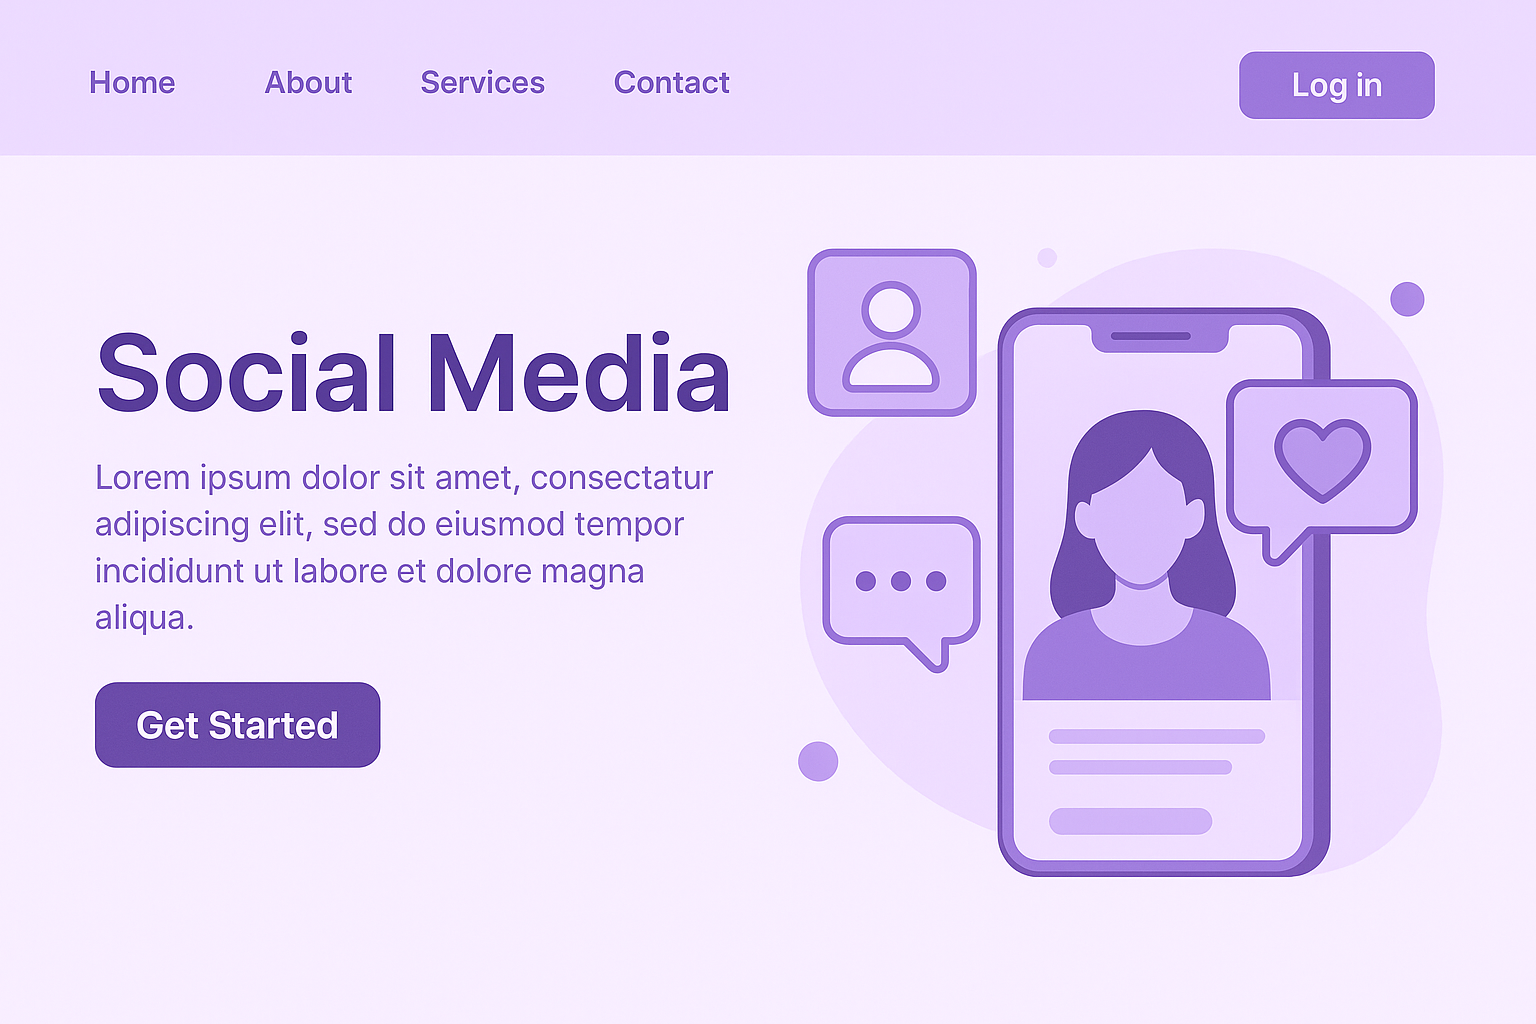 Home About Services Contact Log in
Social Media
Lorem ipsum dolor sit amet, consectatur
adipiscing elit, sed do eiusmod tempor
incididunt ut labore et dolore magna
aliqua.
Get Started